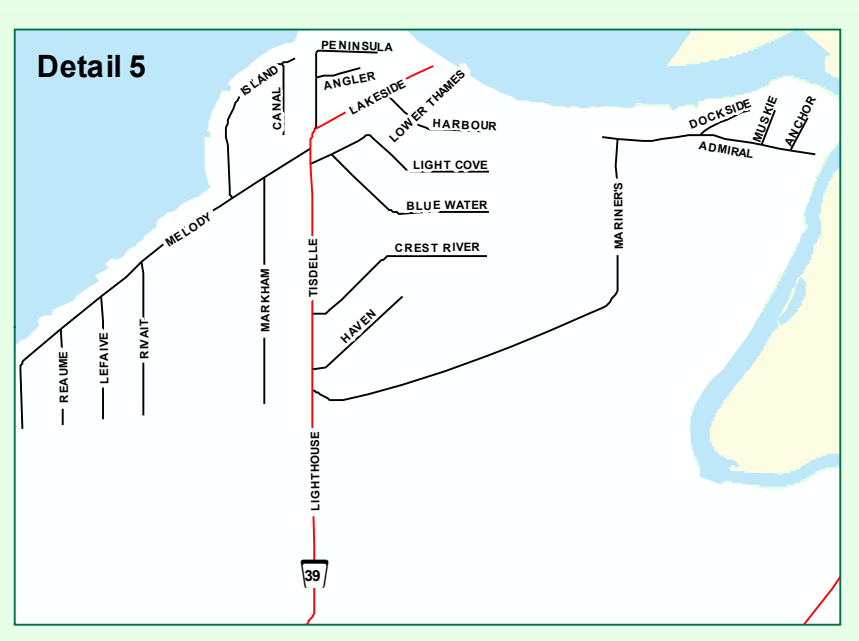 Detail 5
PENINSULA
ISLAND
ANGLER
CANAL
LAKESIDE
LOWER THAMES
HARBOUR
DOCKSIDE
MUSKIE
ANCHOR
ADMIRAL
LIGHT COVE
BLUE WATER
MARINER'S
MELODY
CREST RIVER
TISDELLE
MARKHAM
HAVEN
RIVAIT
LEFAIVE
REAUME
LIGHTHOUSE
39